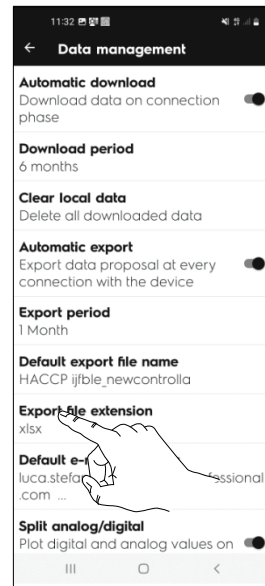 11:32
Data management
Automatic download
Download data on connection
phase
Download period
6 months
Clear local data
Delete all downloaded data
Automatic export
Export data proposal at every
connection with the device
Export period
1 Month
Default export file name
HACCP ijfble_newcontrolla
Export file extension
xlsx
Default
.com ...
Split analog/digital
Plot digital and analog values on